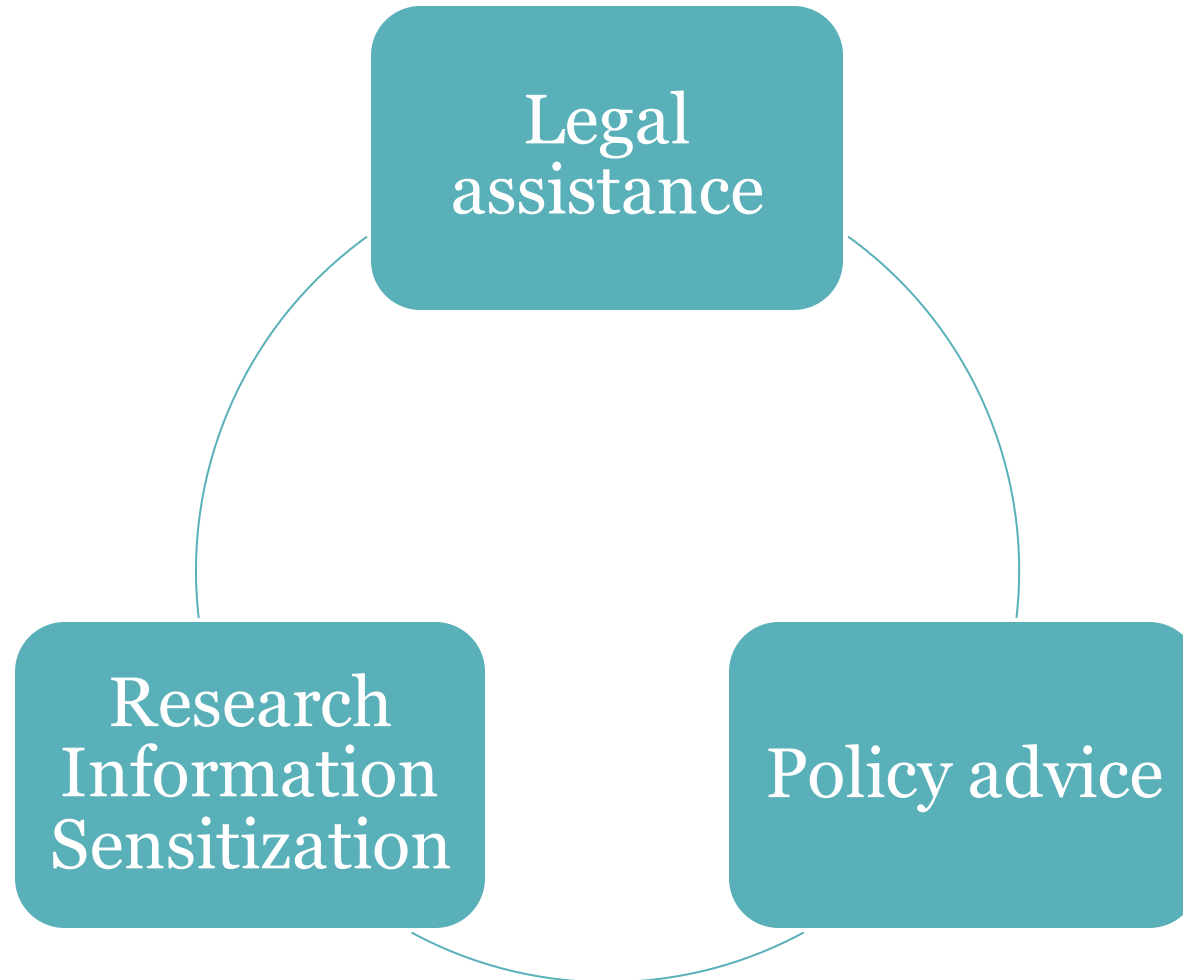 Legal
assistance
Research
Information
Sensitization
Policy advice